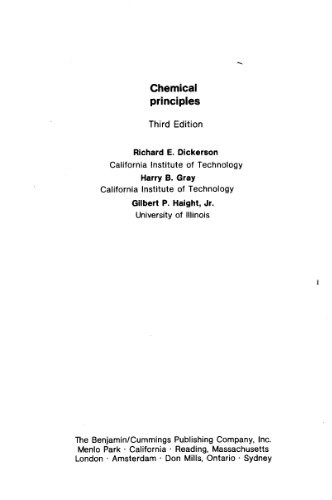 Chemical
principles
Third Edition
Richard E. Dickerson
California Institute of Technology
Harry B. Gray
California Institute of Technology
Gilbert P. Haight, Jr.
University of Illinois
The Benjamin/Cummings Publishing Company, Inc.
Menlo Park · California · Reading, Massachusetts
London · Amsterdam · Don Mills, Ontario · Sydney